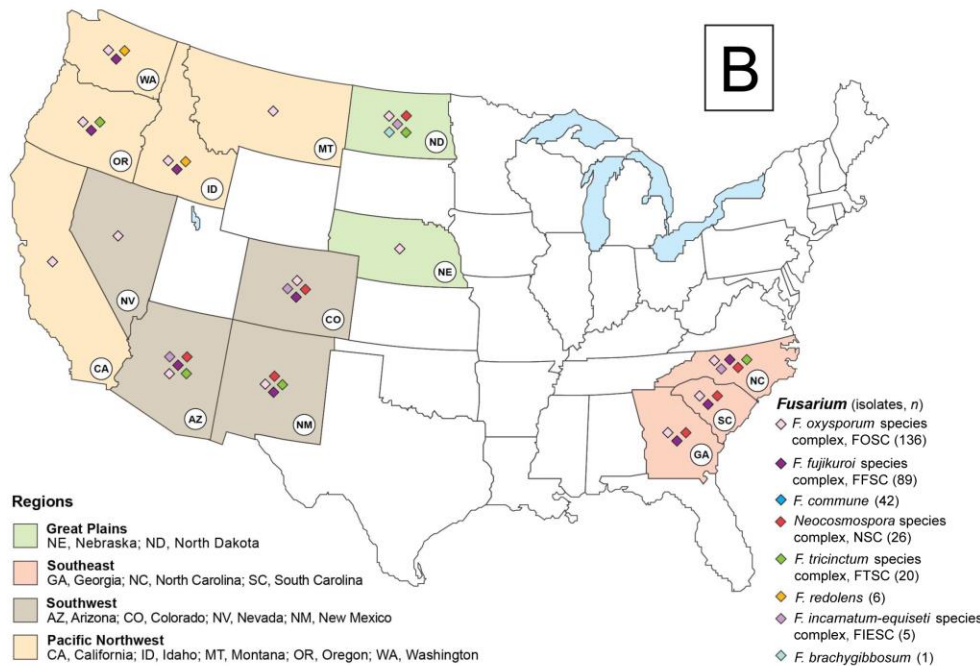 B
WA
OR
ID
MT
ND
NE
NV
CO
CA
AZ
NM
NC
SC
GA
Regions
Great Plains
NE, Nebraska; ND, North Dakota
Southeast
GA, Georgia; NC, North Carolina; SC, South Carolina
Southwest
AZ, Arizona; CO, Colorado; NV, Nevada; NM, New Mexico
Pacific Northwest
CA, California; ID, Idaho; MT, Montana; OR, Oregon; WA, Washington
Fusarium (isolates, n)
F. oxysporum species
complex, FOSC (136)
F. fujikuroi species
complex, FFSC (89)
F. commune (42)
Neocosmospora species
complex, NSC (26)
F. tricinctum species
complex, FTSC (20)
F. redolens (6)
F. incarnatum-equiseti species
complex, FIESC (5)
F. brachygibbosum (1)